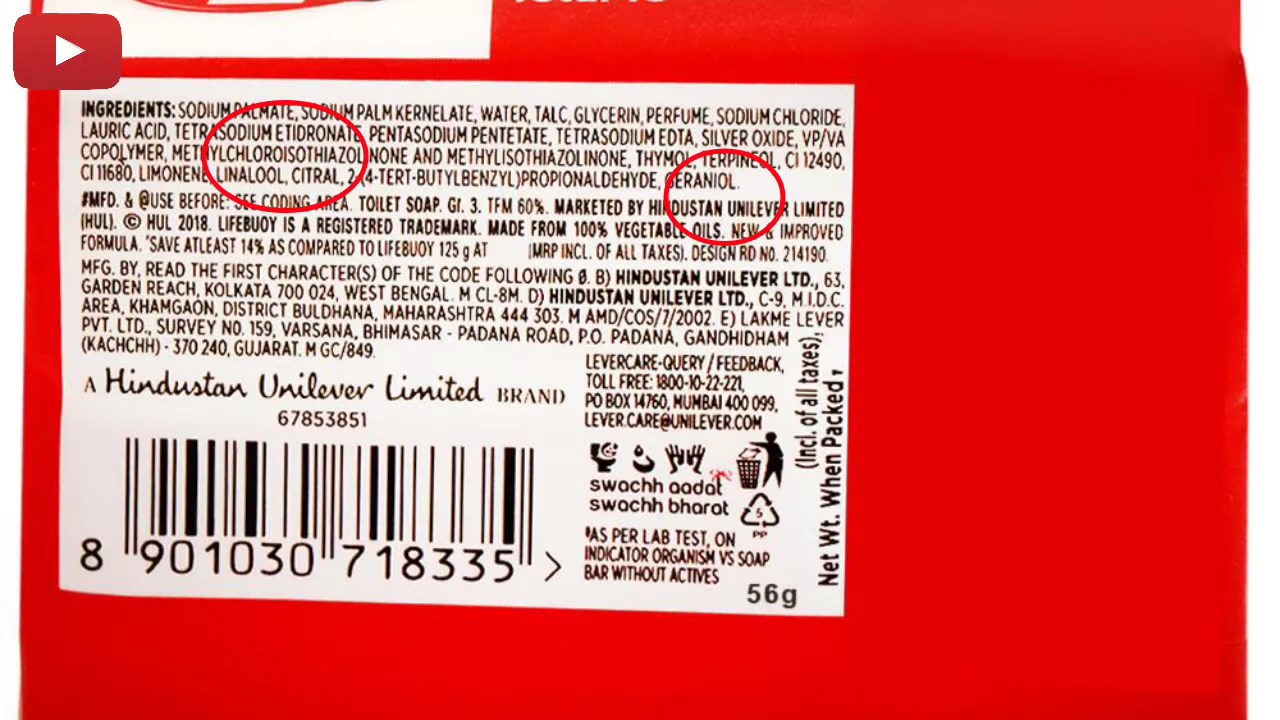 INGREDIENTS: SODIUM PALMATE, SODIUM PALM KERNELATE, WATER, TALC, GLYCERIN, PERFUME, SODIUM CHLORIDE,
LAURIC ACID, TETRASODIUM ETIDRONATE, PENTASODIUM PENTETATE, TETRASODIUM EDTA, SILVER OXIDE, VP/VA
COPOLYMER, METHYLCHLOROISOTHIAZOLINONE AND METHYLISOTHIAZOLINONE, THYMOL, TERPINEOL, CI 12490,
CI 11680, LIMONENE, LINALOOL, CITRAL, 2-(4-TERT-BUTYLBENZYL)PROPIONALDEHYDE, GERANIOL.
#MFD. & @USE BEFORE: SEE CODING AREA. TOILET SOAP. Gr. 3. TFM 60%. MARKETED BY HINDUSTAN UNILEVER LIMITED
(HUL). © HUL 2018. LIFEBUOY IS A REGISTERED TRADEMARK. MADE FROM 100% VEGETABLE OILS. NEW & IMPROVED
FORMULA. *SAVE ATLEAST 14% AS COMPARED TO LIFEBUOY 125 g AT (MRP INCL. OF ALL TAXES). DESIGN RD NO. 214190.
MFG. BY, READ THE FIRST CHARACTER(S) OF THE CODE FOLLOWING Ø. B) HINDUSTAN UNILEVER LTD., 63,
GARDEN REACH, KOLKATA 700 024, WEST BENGAL. M CL-8M. D) HINDUSTAN UNILEVER LTD., C-9, M.I.D.C.
AREA, KHAMGAON, DISTRICT BULDHANA, MAHARASHTRA 444 303. M AMD/COS/7/2002. E) LAKME LEVER
PVT. LTD., SURVEY NO. 159, VARSANA, BHIMASAR - PADANA ROAD, P.O. PADANA, GANDHIDHAM
(KACHCHH) - 370 240, GUJARAT. M GC/849.
A Hindustan Unilever Limited BRAND
67853851
8 901030 718335 >
LEVERCARE-QUERY / FEEDBACK,
TOLL FREE: 1800-10-22-221,
PO BOX 14760, MUMBAI 400 099,
LEVER.CARE@UNILEVER.COM
swachh aadat
swachh bharat
5
PP
#AS PER LAB TEST, ON
INDICATOR ORGANISM VS SOAP
BAR WITHOUT ACTIVES
56g
(Incl. of all taxes),
Net Wt. When Packed